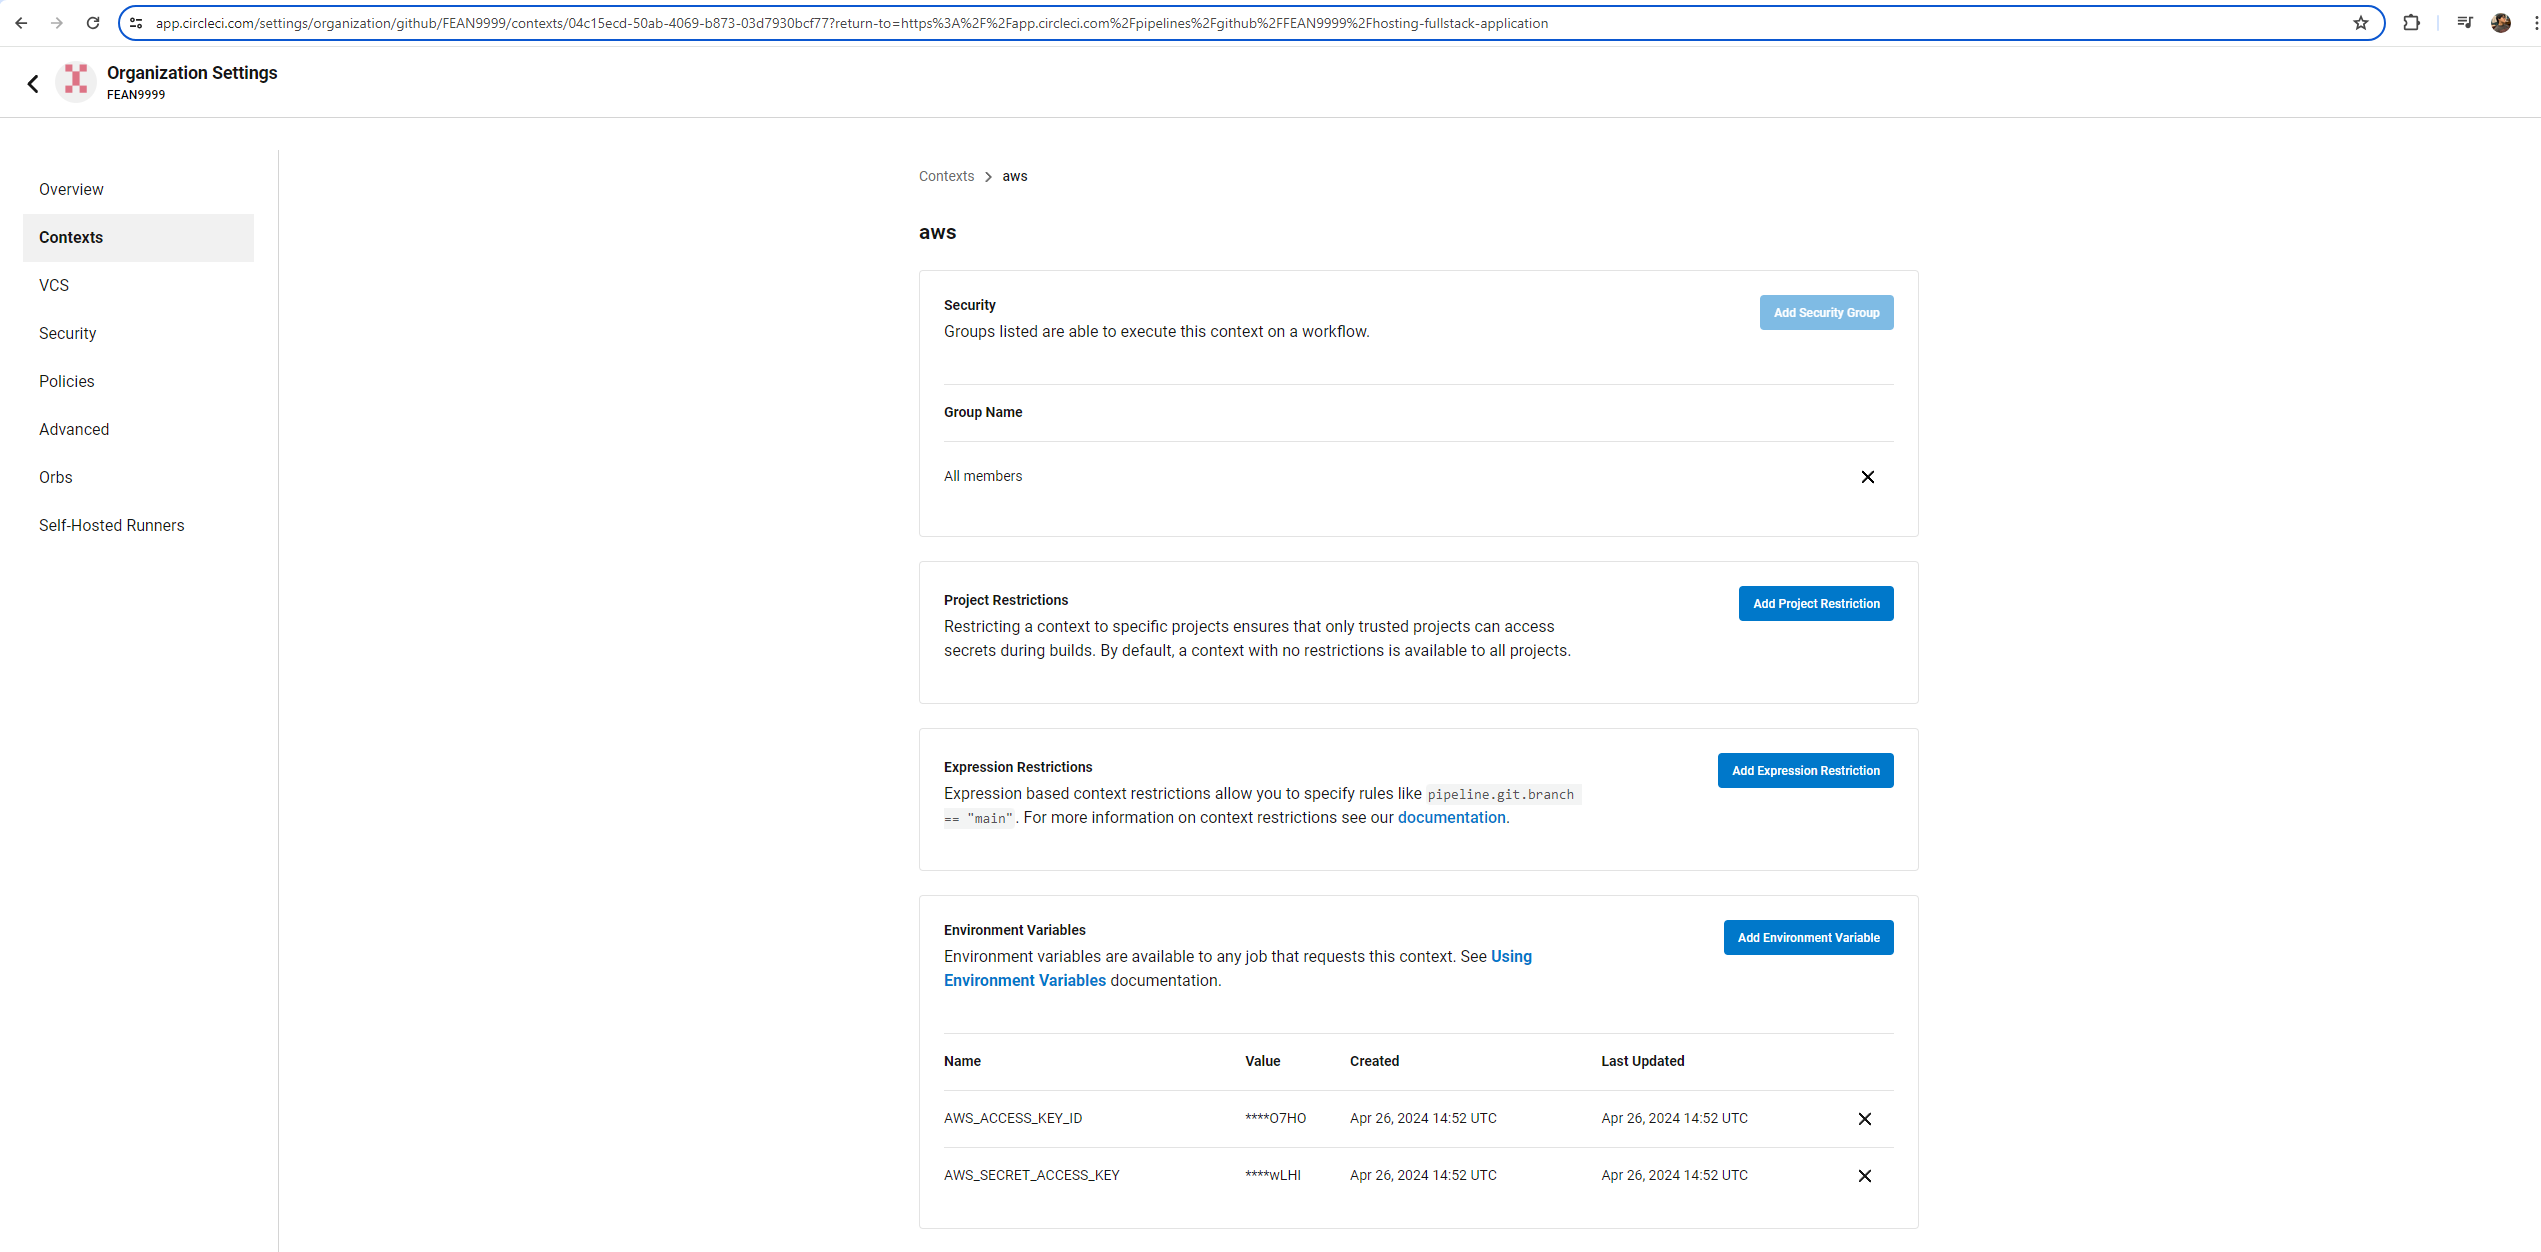 app.circleci.com/settings/organization/github/FEAN9999/contexts/04c15ecd-50ab-4069-b873-03d7930bcf77?return-to=https%3A%2F%2Fapp.circleci.com%2Fpipelines%2Fgithub%2FFEAN9999%2Fhosting-fullstack-application
Organization Settings
FEAN9999
Overview
Contexts
VCS
Security
Policies
Advanced
Orbs
Self-Hosted Runners
Contexts > aws
aws
Security
Add Security Group
Groups listed are able to execute this context on a workflow.
Group Name
All members
Project Restrictions
Add Project Restriction
Restricting a context to specific projects ensures that only trusted projects can access
secrets during builds. By default, a context with no restrictions is available to all projects.
Expression Restrictions
Add Expression Restriction
Expression based context restrictions allow you to specify rules like pipeline.git.branch
== "main". For more information on context restrictions see our documentation.
Environment Variables
Add Environment Variable
Environment variables are available to any job that requests this context. See Using
Environment Variables documentation.
Name Value Created Last Updated
AWS_ACCESS_KEY_ID ****O7HO Apr 26, 2024 14:52 UTC Apr 26, 2024 14:52 UTC
AWS_SECRET_ACCESS_KEY ****wLHI Apr 26, 2024 14:52 UTC Apr 26, 2024 14:52 UTC